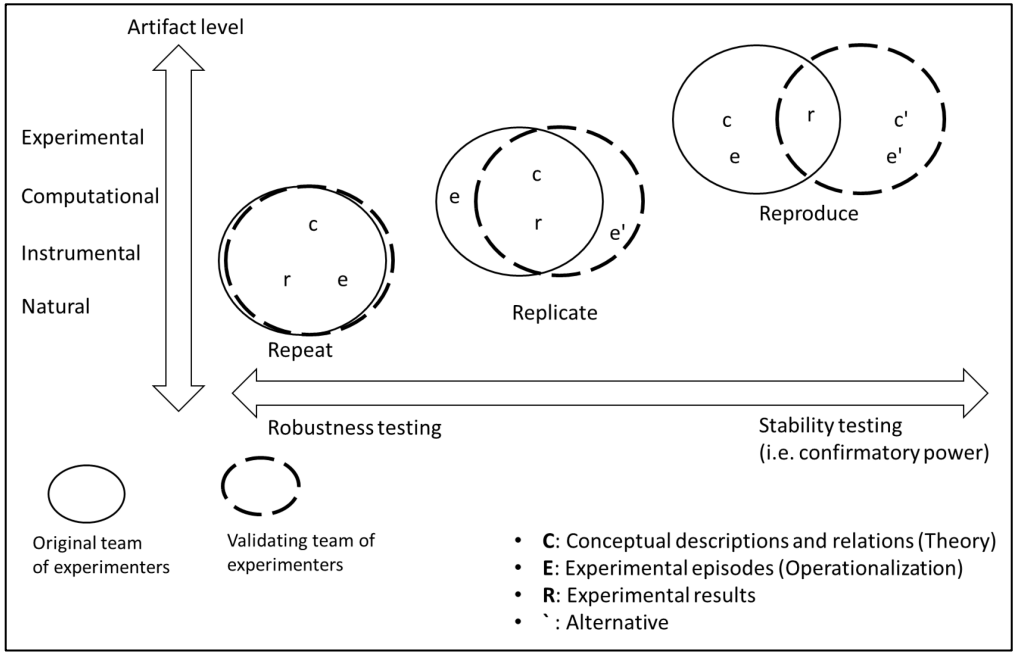 Artifact level
Experimental
Computational
Instrumental
Natural
c
r e
Repeat
e
c
r
e'
Replicate
c
e
r
c'
e'
Reproduce
Robustness testing
Stability testing
(i.e. confirmatory power)
Original team
of experimenters
Validating team of
experimenters
• C: Conceptual descriptions and relations (Theory)
• E: Experimental episodes (Operationalization)
• R: Experimental results
• ` : Alternative